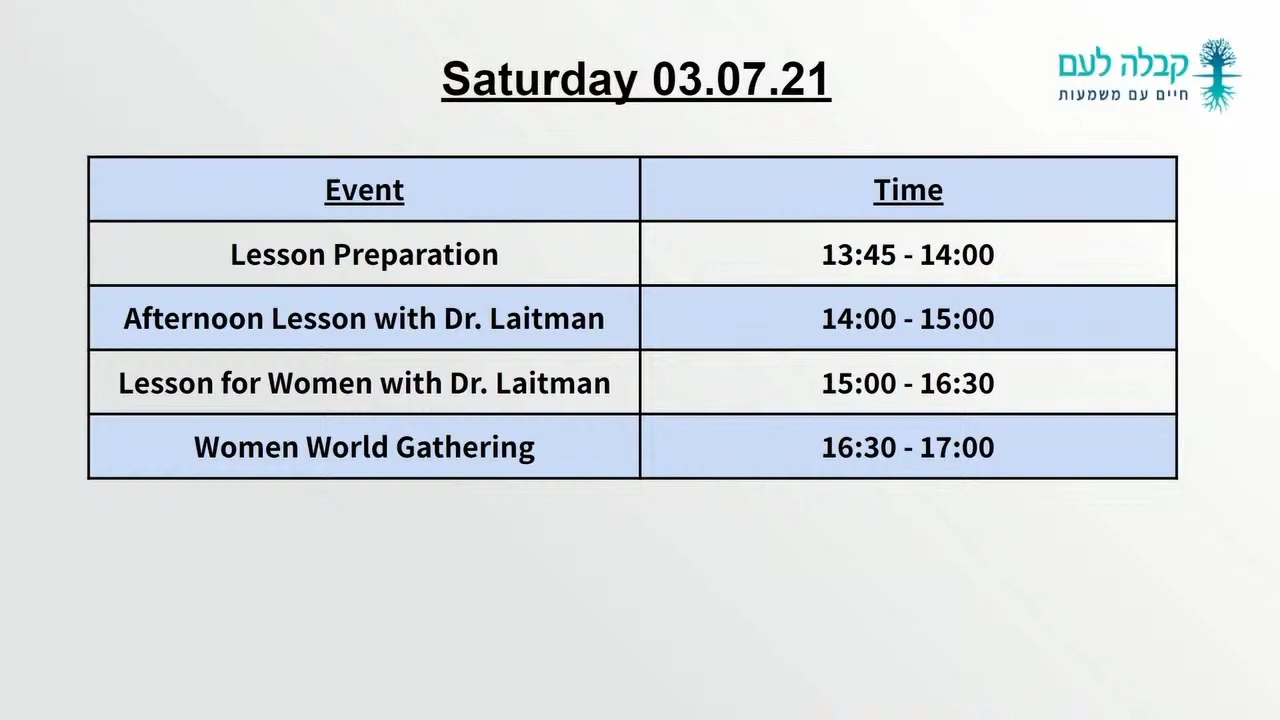 Saturday 03.07.21
קבלה לעם
חיים עם משמעות
Event Time
Lesson Preparation 13:45 - 14:00
Afternoon Lesson with Dr. Laitman 14:00 - 15:00
Lesson for Women with Dr. Laitman 15:00 - 16:30
Women World Gathering 16:30 - 17:00